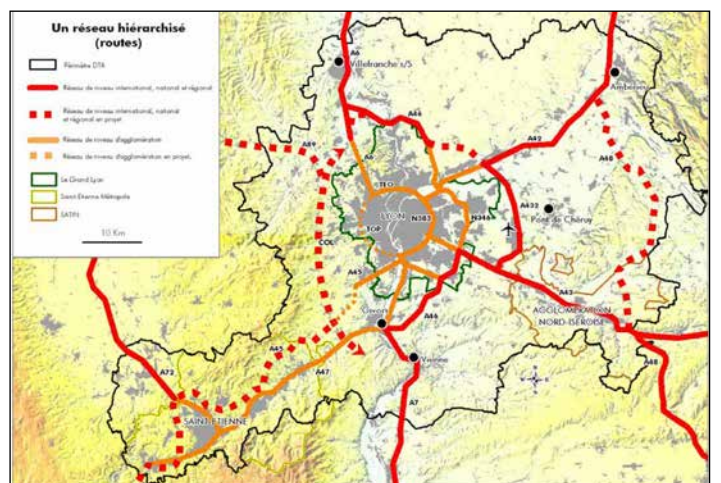 Un réseau hiérarchisé
(routes)
Périmètre DTA
Réseau de niveau international, national et régional
Réseau de niveau international, national
et régional en projet
Réseau de niveau d'agglomération
Réseau de niveau d'agglomération en projet.
Le Grand Lyon
Saint Etienne Métropole
SATIN
10 Km
A6
Villefranche s/S
Ambérieu
A46
A42
A89
A6
A48
TEO
A432
LYON
N383
N346
Pont de Chéruy
TOP
COL
A45
A43
Givors
A46
AGGLOMERATION
NORD-ISEROISE
A45
Vienne
A48
A72
A47
A7
SAINT-ETIENNE